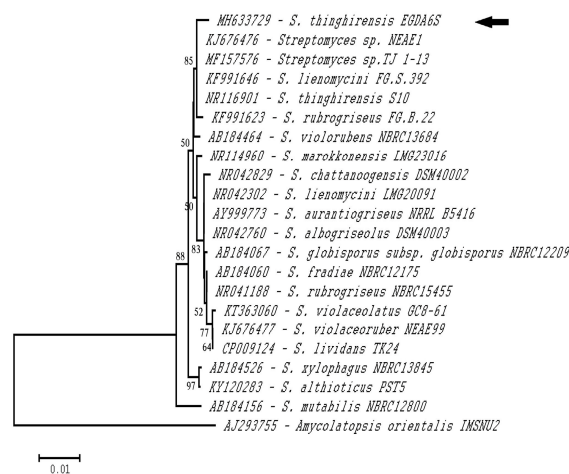 MH633729 - S. thinghirensis EGDA6S
KJ676476 - Streptomyces sp. NEAE1
85
MF157576 - Streptomyces sp.TJ 1-13
KF991646 - S. lienomycini FG.S.392
NR116901 - S. thinghirensis S10
KF991623 - S. rubrogriseus FG.B.22
AB184464 - S. violorubens NBRC13684
50
NR114960 - S. marokkonensis LMG23016
NR042829 - S. chattanoogensis DSM40002
NR042302 - S. lienomycini LMG20091
50
AY999773 - S. aurantiogriseus NRRL B5416
NR042760 - S. albogriseolus DSM40003
83
AB184067 - S. globisporus subsp. globisporus NBRC12209
88
AB184060 - S. fradiae NBRC12175
NR041188 - S. rubrogriseus NBRC15455
52
KT363060 - S. violaceolatus GC8-61
77
KJ676477 - S. violaceoruber NEAE99
64
CP009124 - S. lividans TK24
AB184526 - S. xylophagus NBRC13845
97
KY120283 - S. althioticus PST5
AB184156 - S. mutabilis NBRC12800
AJ293755 - Amycolatopsis orientalis IMSNU2
0.01